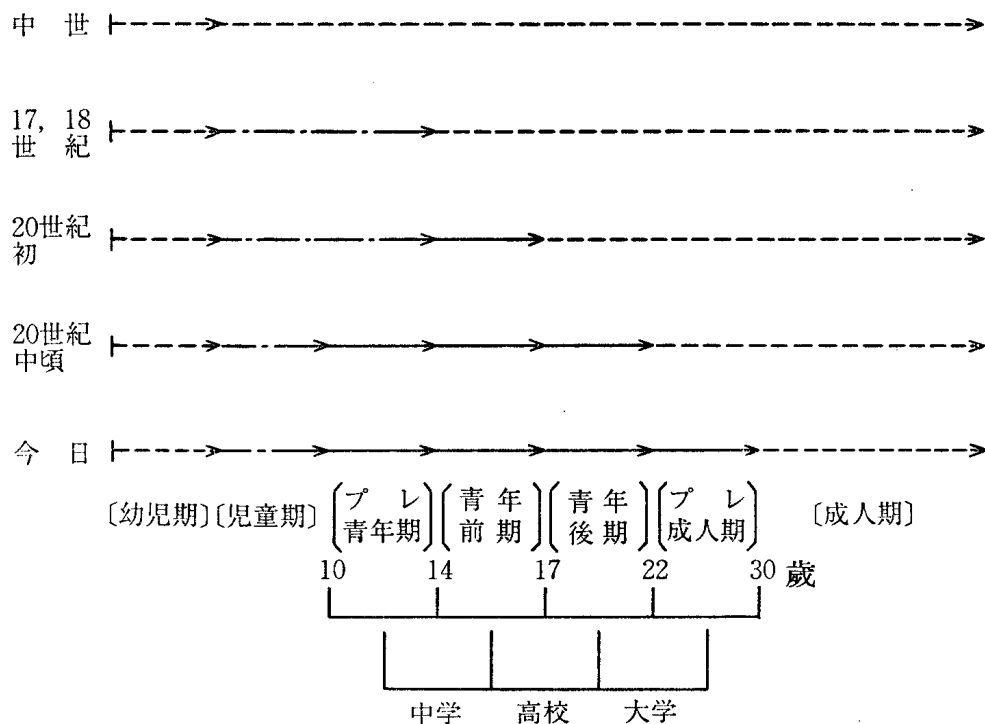 中世
17, 18
世紀
20世紀
初
20世紀
中頃
今日
〔幼児期〕〔児童期〕〔プレ青年期〕〔青年前期〕〔青年後期〕〔プレ成人期〕〔成人期〕
10 14 17 22 30 歳
中学 高校 大学